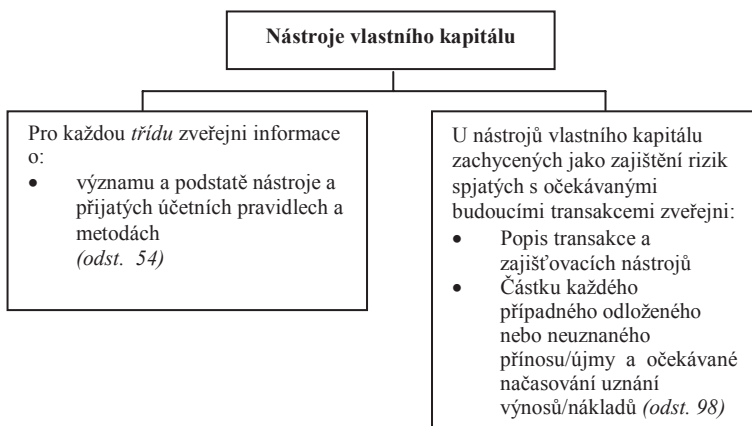 Nástroje vlastního kapitálu
Pro každou třídu zveřejni informace
o:
• významu a podstatě nástroje a
přijatých účetních pravidlech a
metodách
(odst. 54)
U nástrojů vlastního kapitálu
zachycených jako zajištění rizik
spjatých s očekávanými
budoucími transakcemi zveřejni:
• Popis transakce a
zajišťovacích nástrojů
• Částku každého
případného odloženého
nebo neuznaného
přínosu/újmy a očekávané
načasování uznání
výnosů/nákladů (odst. 98)